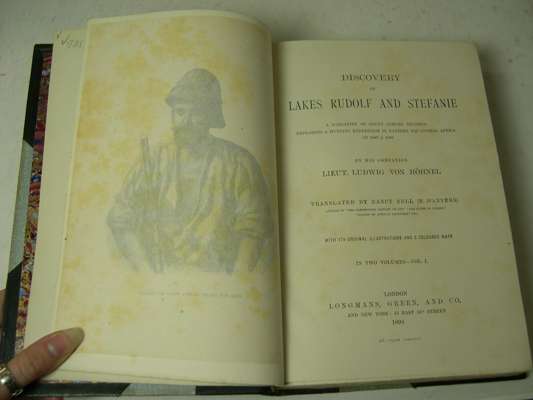 DISCOVERY
OF
LAKES RUDOLF AND STEFANIE
A NARRATIVE OF COUNT SAMUEL TELEKI'S
EXPLORING & HUNTING EXPEDITION IN EASTERN EQUATORIAL AFRICA
IN 1887 & 1888
BY HIS COMPANION
LIEUT. LUDWIG VON HÖHNEL
TRANSLATED BY NANCY BELL (N. D'ANVERS)
WITH 179 ORIGINAL ILLUSTRATIONS AND 5 COLOURED MAPS
IN TWO VOLUMES—VOL. I.
LONDON
LONGMANS, GREEN, AND CO.
AND NEW YORK: 15 EAST 16th STREET
1894